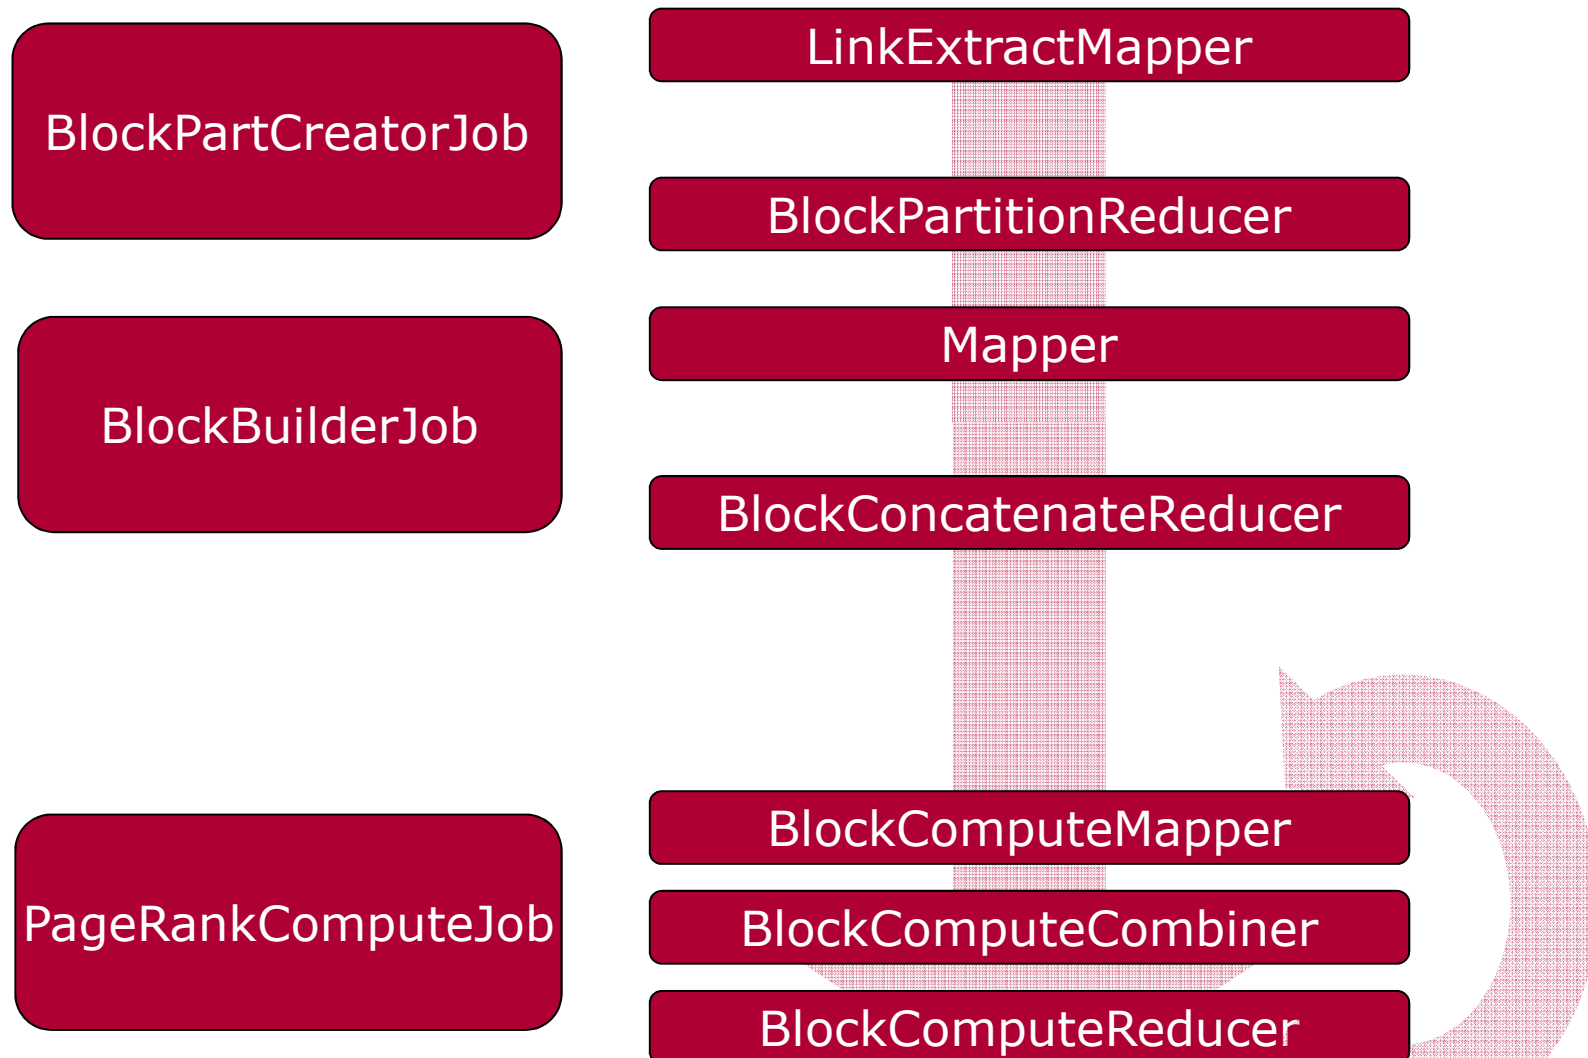 BlockPartCreatorJob
LinkExtractMapper
BlockPartitionReducer
BlockBuilderJob
Mapper
BlockConcatenateReducer
PageRankComputeJob
BlockComputeMapper
BlockComputeCombiner
BlockComputeReducer